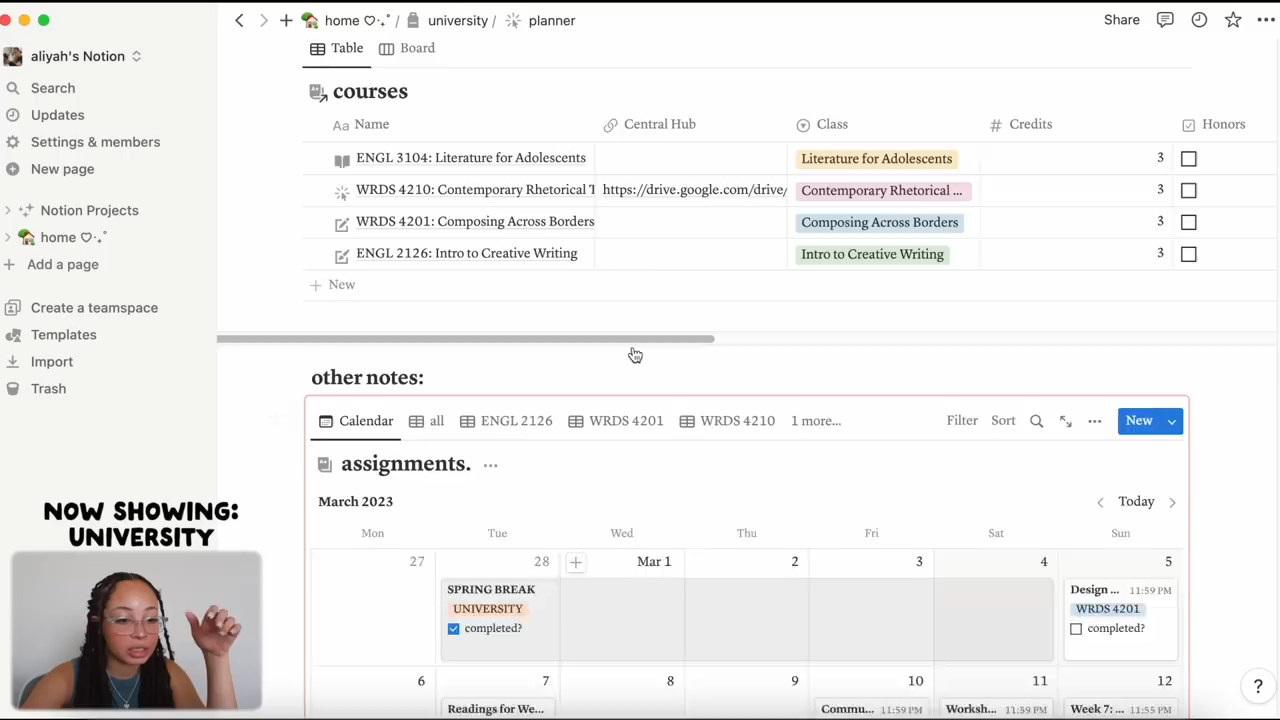 home ♡‧₊˚ / university / planner
Share
aliyah's Notion
Search
Updates
Settings & members
New page
Notion Projects
home ♡‧₊˚
Add a page
Create a teamspace
Templates
Import
Trash
Table Board
courses
Aa Name Central Hub Class # Credits Honors
ENGL 3104: Literature for Adolescents Literature for Adolescents 3
WRDS 4210: Contemporary Rhetorical T https://drive.google.com/drive/ Contemporary Rhetorical ... 3
WRDS 4201: Composing Across Borders Composing Across Borders 3
ENGL 2126: Intro to Creative Writing Intro to Creative Writing 3
+ New
other notes:
Calendar all ENGL 2126 WRDS 4201 WRDS 4210 1 more... Filter Sort ... New
assignments. ...
March 2023 Today
Mon Tue Wed Thu Fri Sat Sun
27 28 Mar 1 2 3 4 5
SPRING BREAK Design ... 11:59 PM
UNIVERSITY WRDS 4201
completed? completed?
6 7 8 9 10 11 12
Readings for We... Commu... 11:59 PM Worksh... 11:59 PM Week 7: ... 11:55 PM
NOW SHOWING:
UNIVERSITY
?